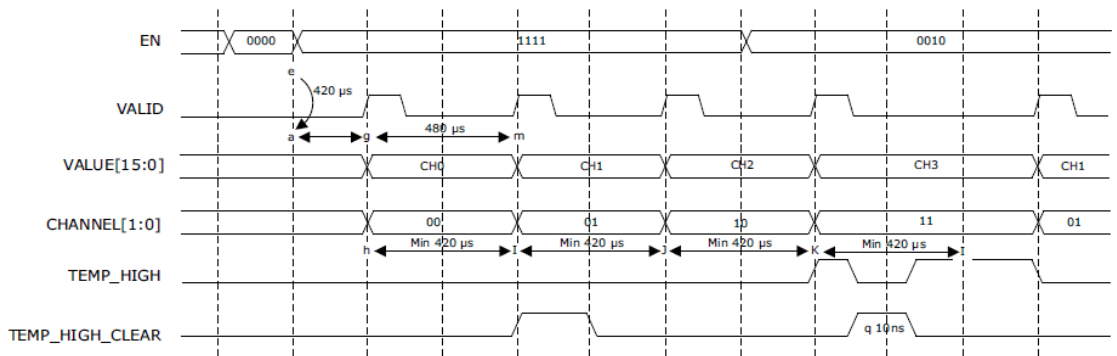 EN 0000 1111 0010
e
420 µs
VALID
a g 480 µs m
VALUE[15:0] CH0 CH1 CH2 CH3 CH1
CHANNEL[1:0] 00 01 10 11 01
h Min 420 µs I Min 420 µs J Min 420 µs K Min 420 µs I
TEMP_HIGH
TEMP_HIGH_CLEAR q 10ns